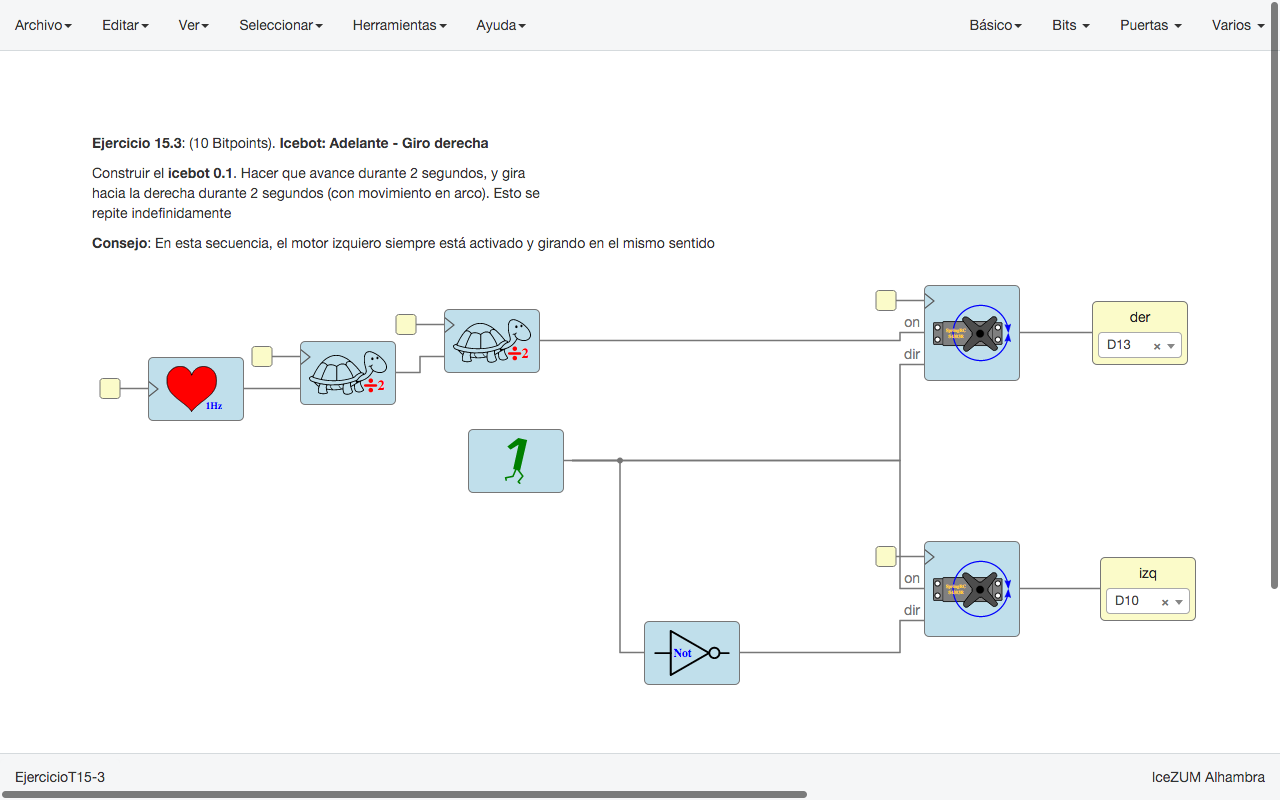 Archivo Editar Ver Seleccionar Herramientas Ayuda Básico Bits Puertas Varios
Ejercicio 15.3: (10 Bitpoints). Icebot: Adelante - Giro derecha
Construir el icebot 0.1. Hacer que avance durante 2 segundos, y gira
hacia la derecha durante 2 segundos (con movimiento en arco). Esto se
repite indefinidamente
Consejo: En esta secuencia, el motor izquiero siempre está activado y girando en el mismo sentido
1Hz
÷2
÷2
1
on
dir
der
D13 ×
Not
on
dir
izq
D10 ×
EjercicioT15-3
IceZUM Alhambra